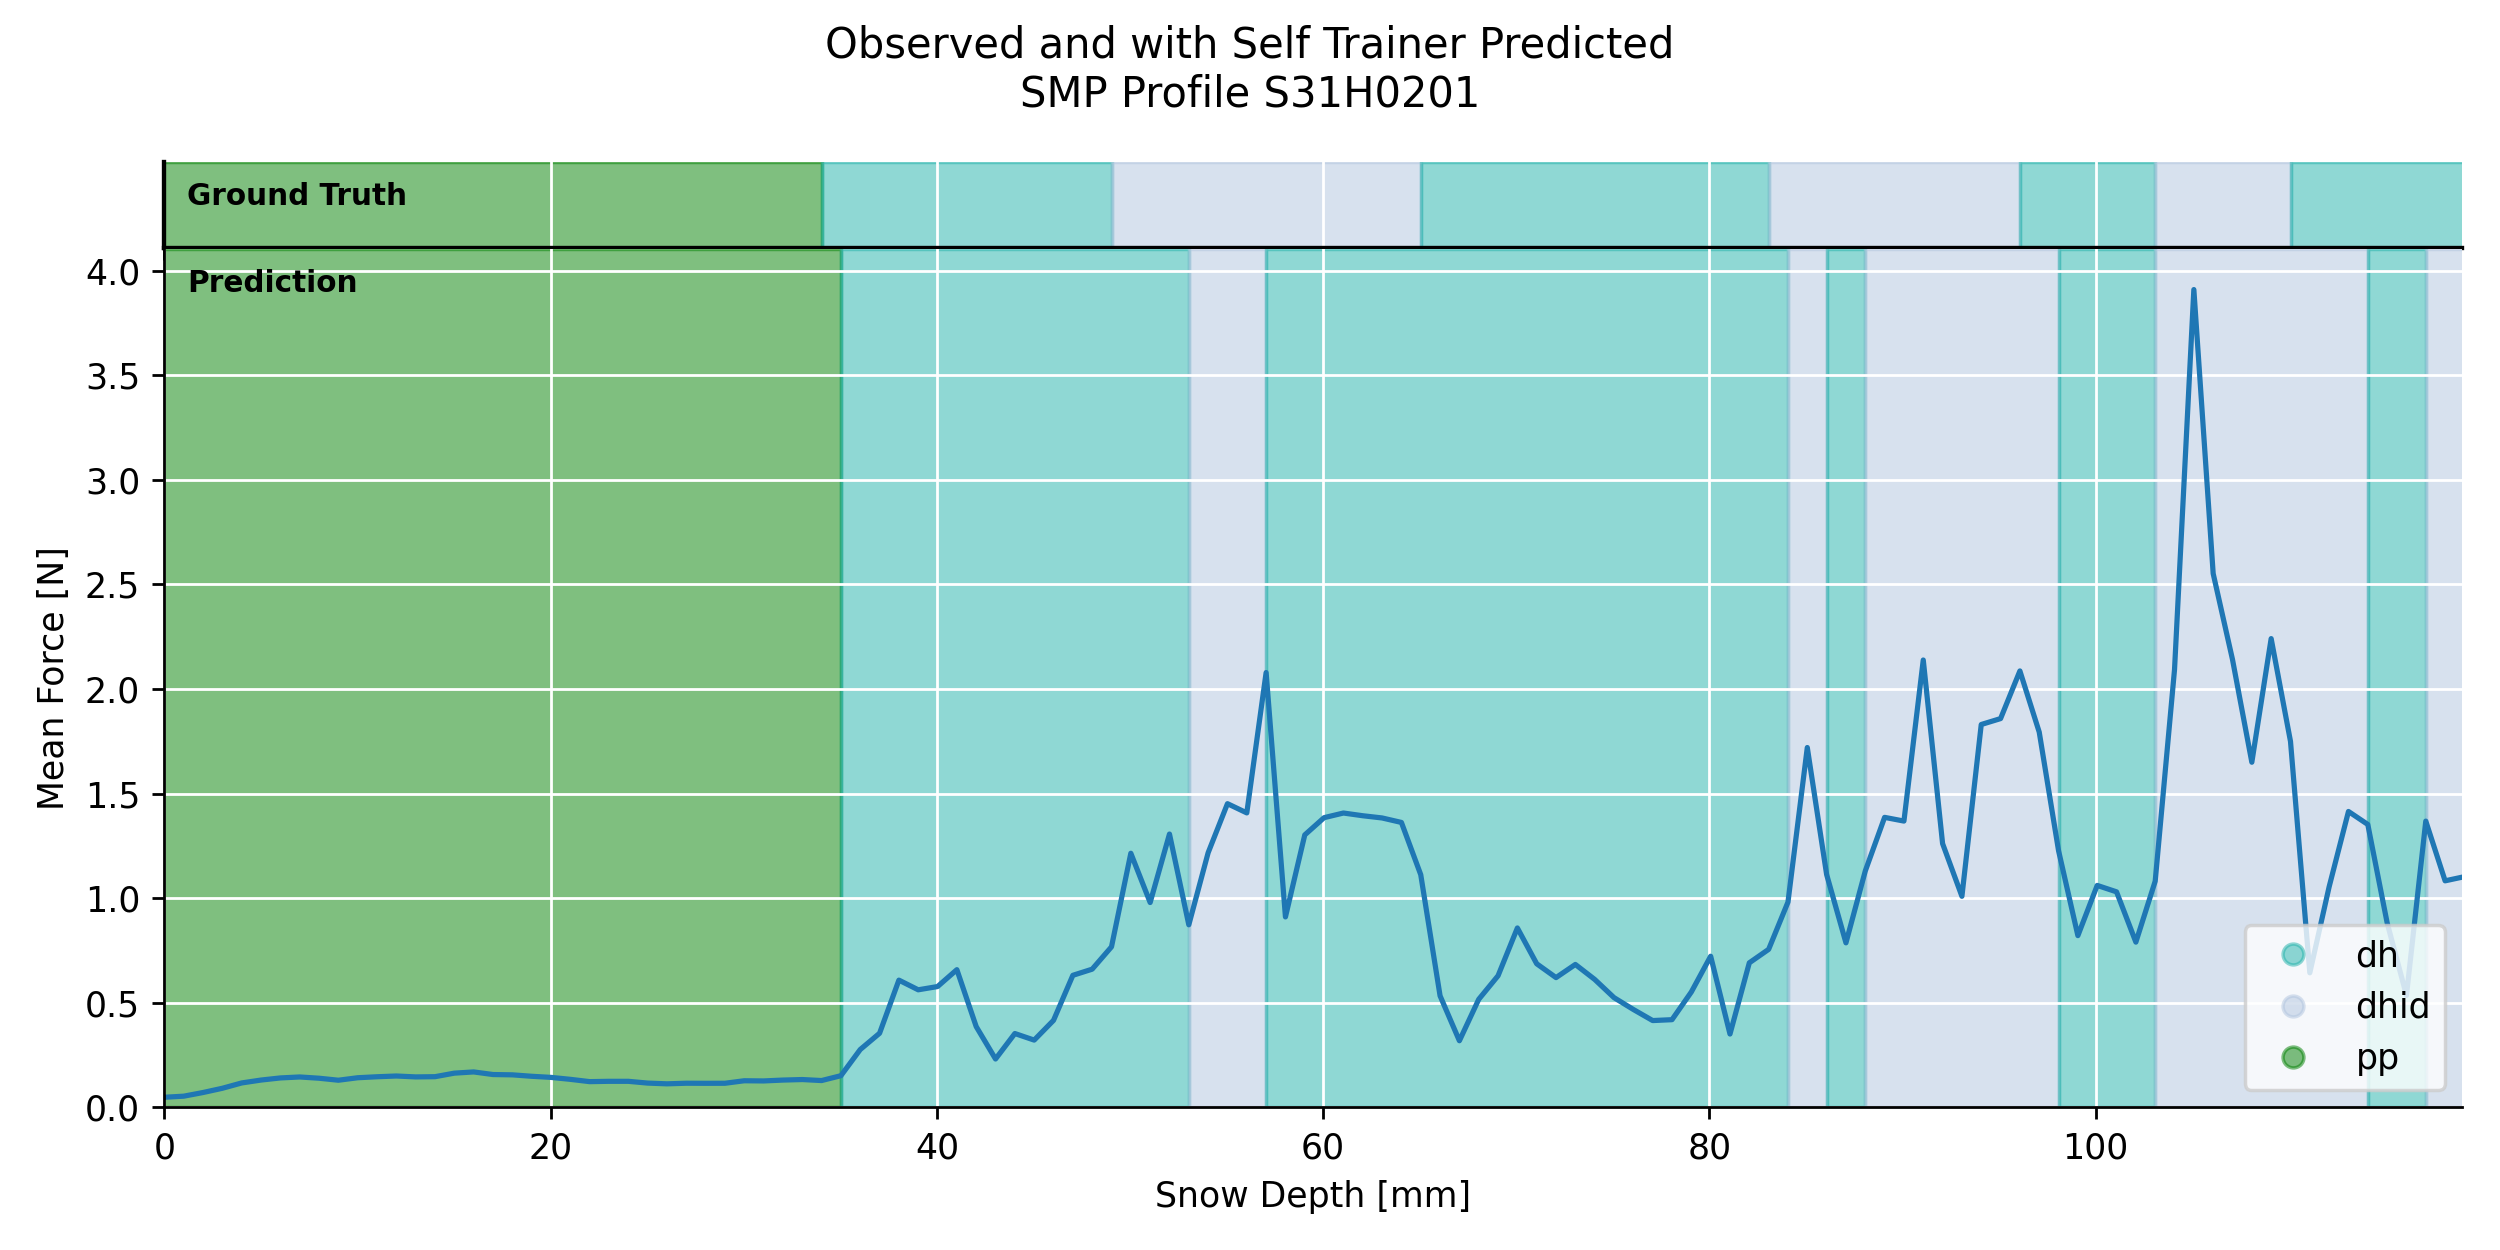 Observed and with Self Trainer Predicted
SMP Profile S31H0201
Ground Truth
Prediction
4.0
3.5
3.0
2.5
2.0
1.5
1.0
0.5
0.0
Mean Force [N]
dh
dhid
pp
0 20 40 60 80 100
Snow Depth [mm]